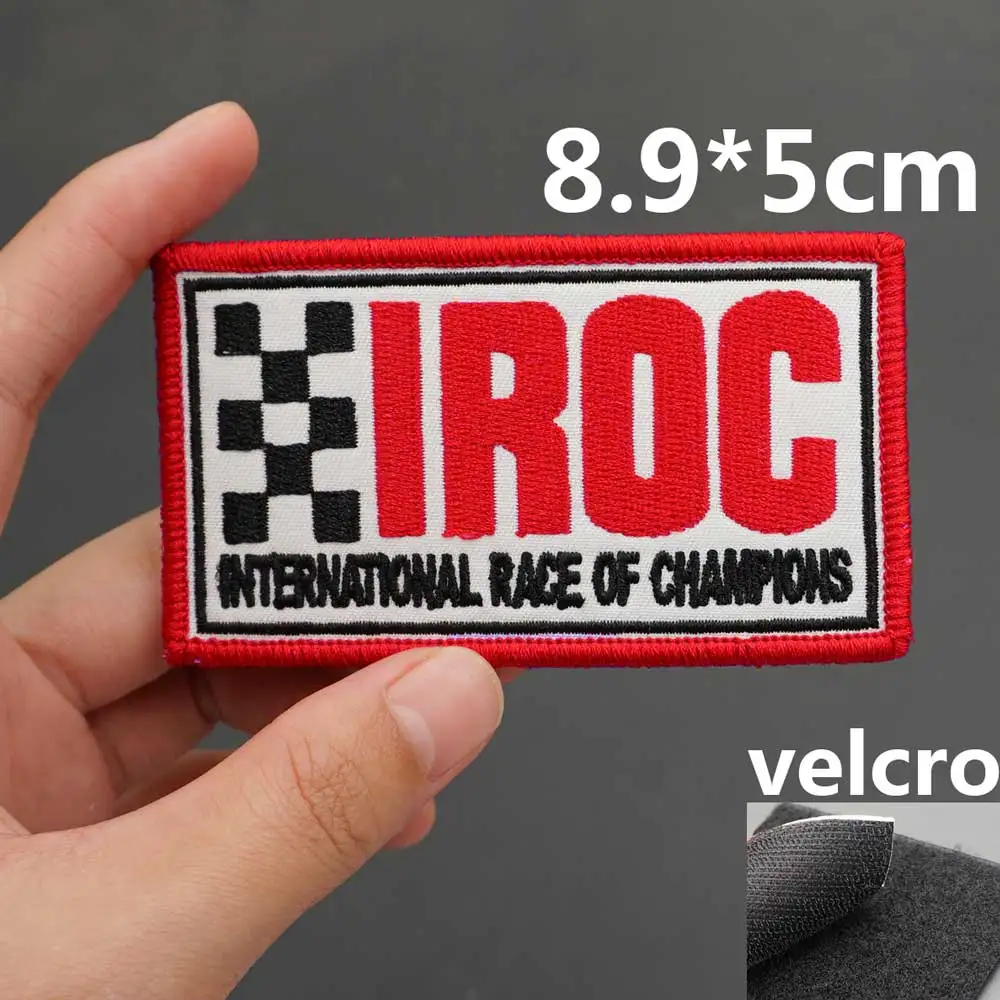 8.9*5cm
IROC
INTERNATIONAL RACE OF CHAMPIONS
velcro